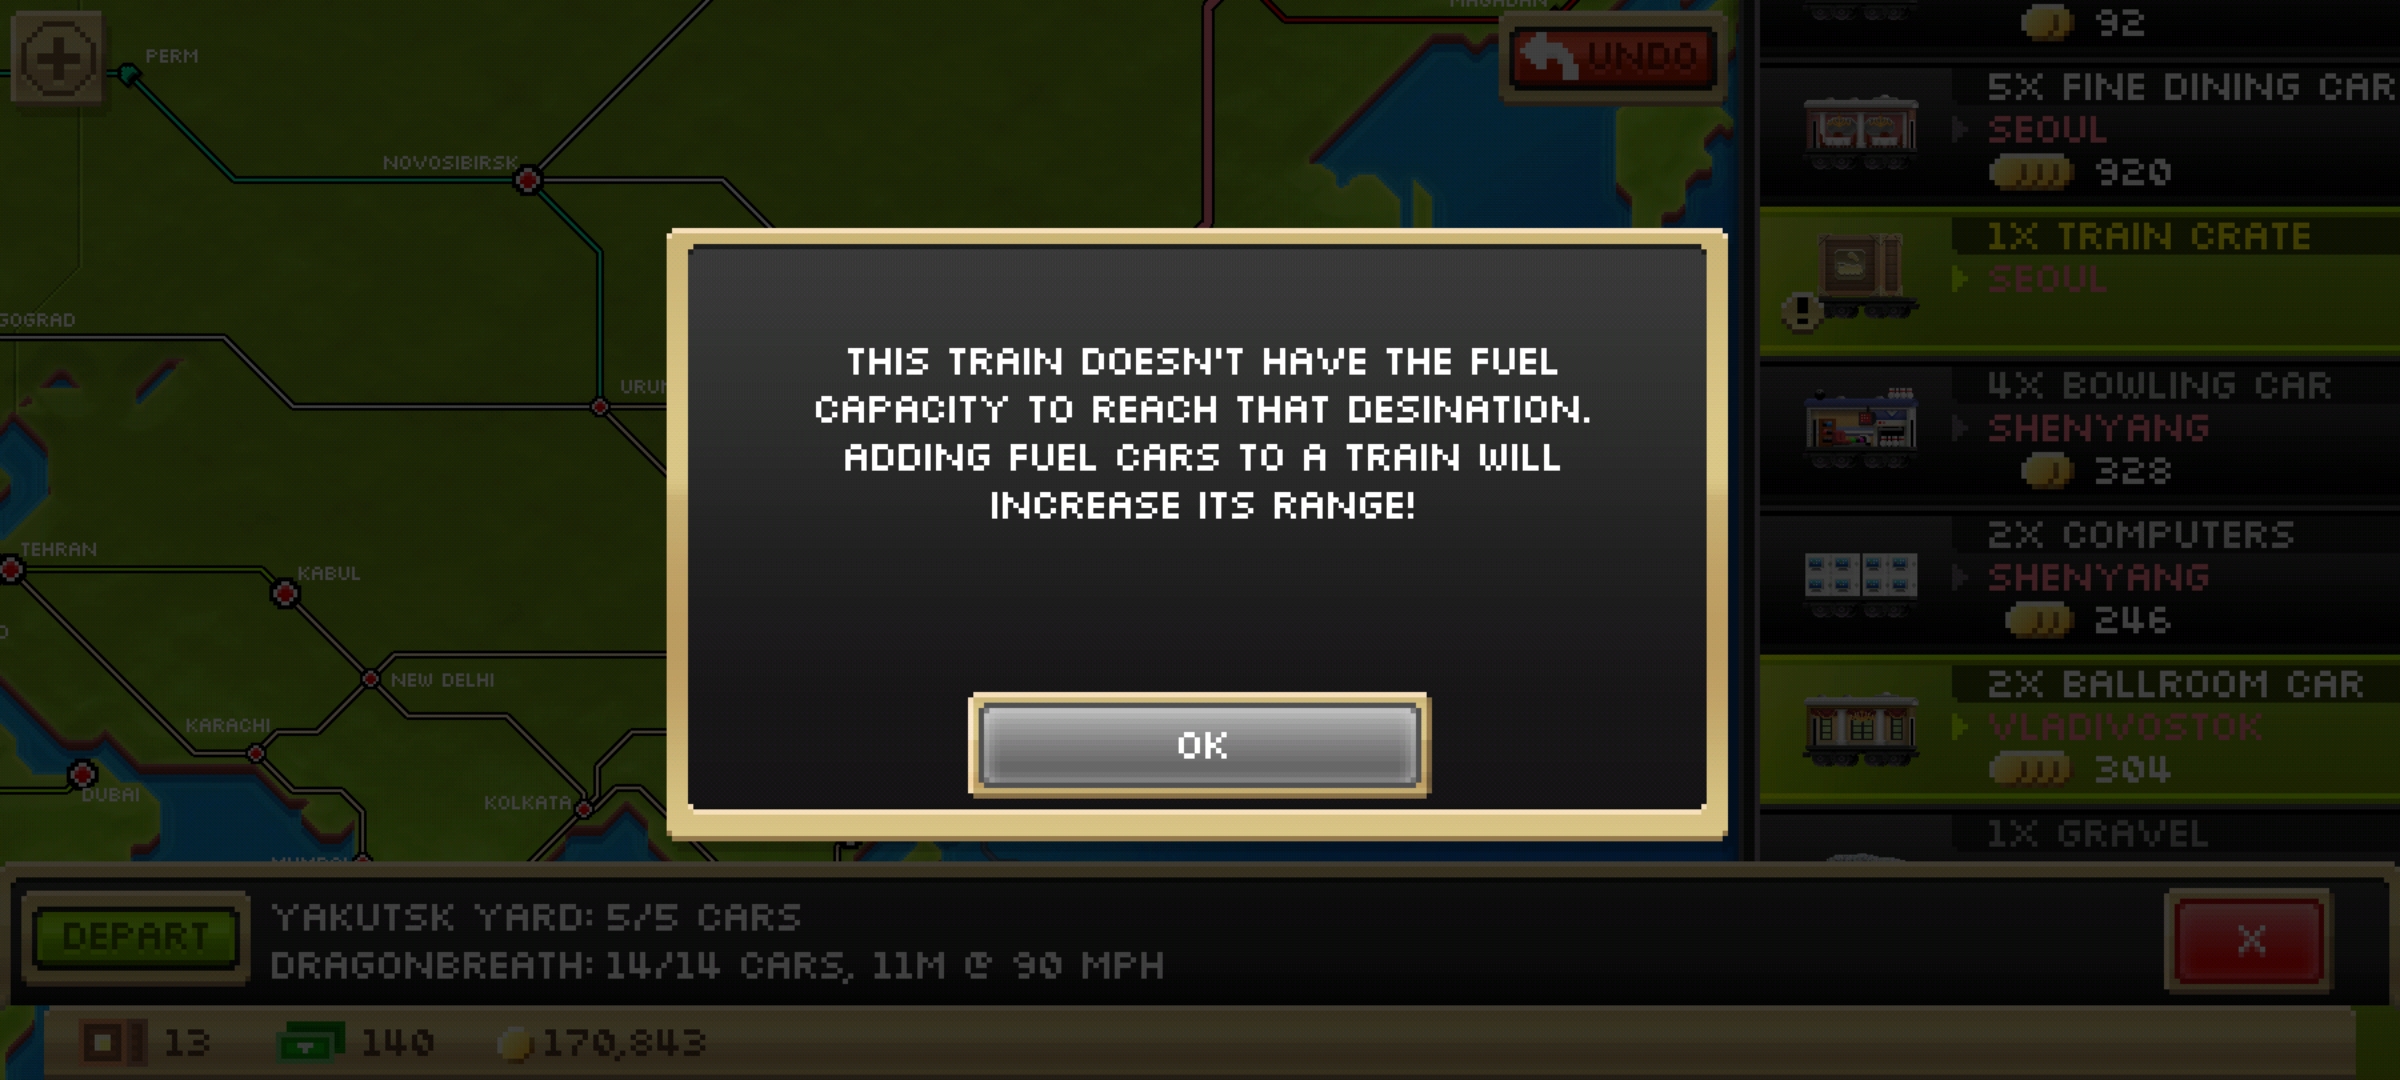 MAGADAN
PERM
UNDO
92
5X FINE DINING CAR
SEOUL
920
NOVOSIBIRSK
1X TRAIN CRATE
SEOUL
GOGRAD
THIS TRAIN DOESN'T HAVE THE FUEL
CAPACITY TO REACH THAT DESINATION.
ADDING FUEL CARS TO A TRAIN WILL
INCREASE ITS RANGE!
OK
4X BOWLING CAR
SHENYANG
328
2X COMPUTERS
SHENYANG
246
TEHRAN
KABUL
NEW DELHI
KARACHI
DUBAI
KOLKATA
MUMBAI
2X BALLROOM CAR
VLADIVOSTOK
304
1X GRAVEL
DEPART
YAKUTSK YARD: 5/5 CARS
DRAGONBREATH: 14/14 CARS, 11M @ 90 MPH
X
13
140
170,843